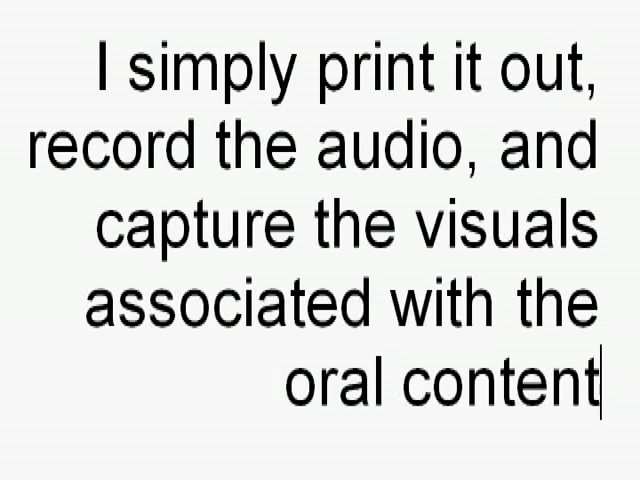 I simply print it out,
record the audio, and
capture the visuals
associated with the
oral content